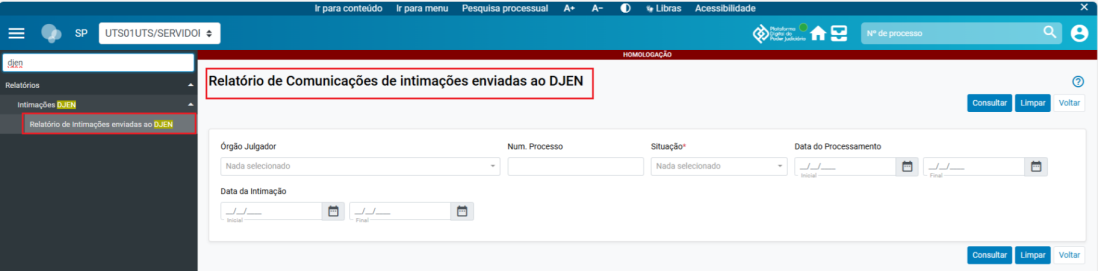 Ir para conteúdo Ir para menu Pesquisa processual A+ A- Libras Acessibilidade
SP UTS01UTS/SERVIDOI Plataforma Digital do Poder Judiciário Nº de processo
HOMOLOGAÇÃO
djen
Relatórios
Intimações DJEN
Relatório de Intimações enviadas ao DJEN
Relatório de Comunicações de intimações enviadas ao DJEN
Consultar Limpar Voltar
Órgão Julgador Num. Processo Situação* Data do Processamento
Nada selecionado Nada selecionado __/__/____ __/__/____
Inicial Final
Data da Intimação
__/__/____ __/__/____
Inicial Final
Consultar Limpar Voltar